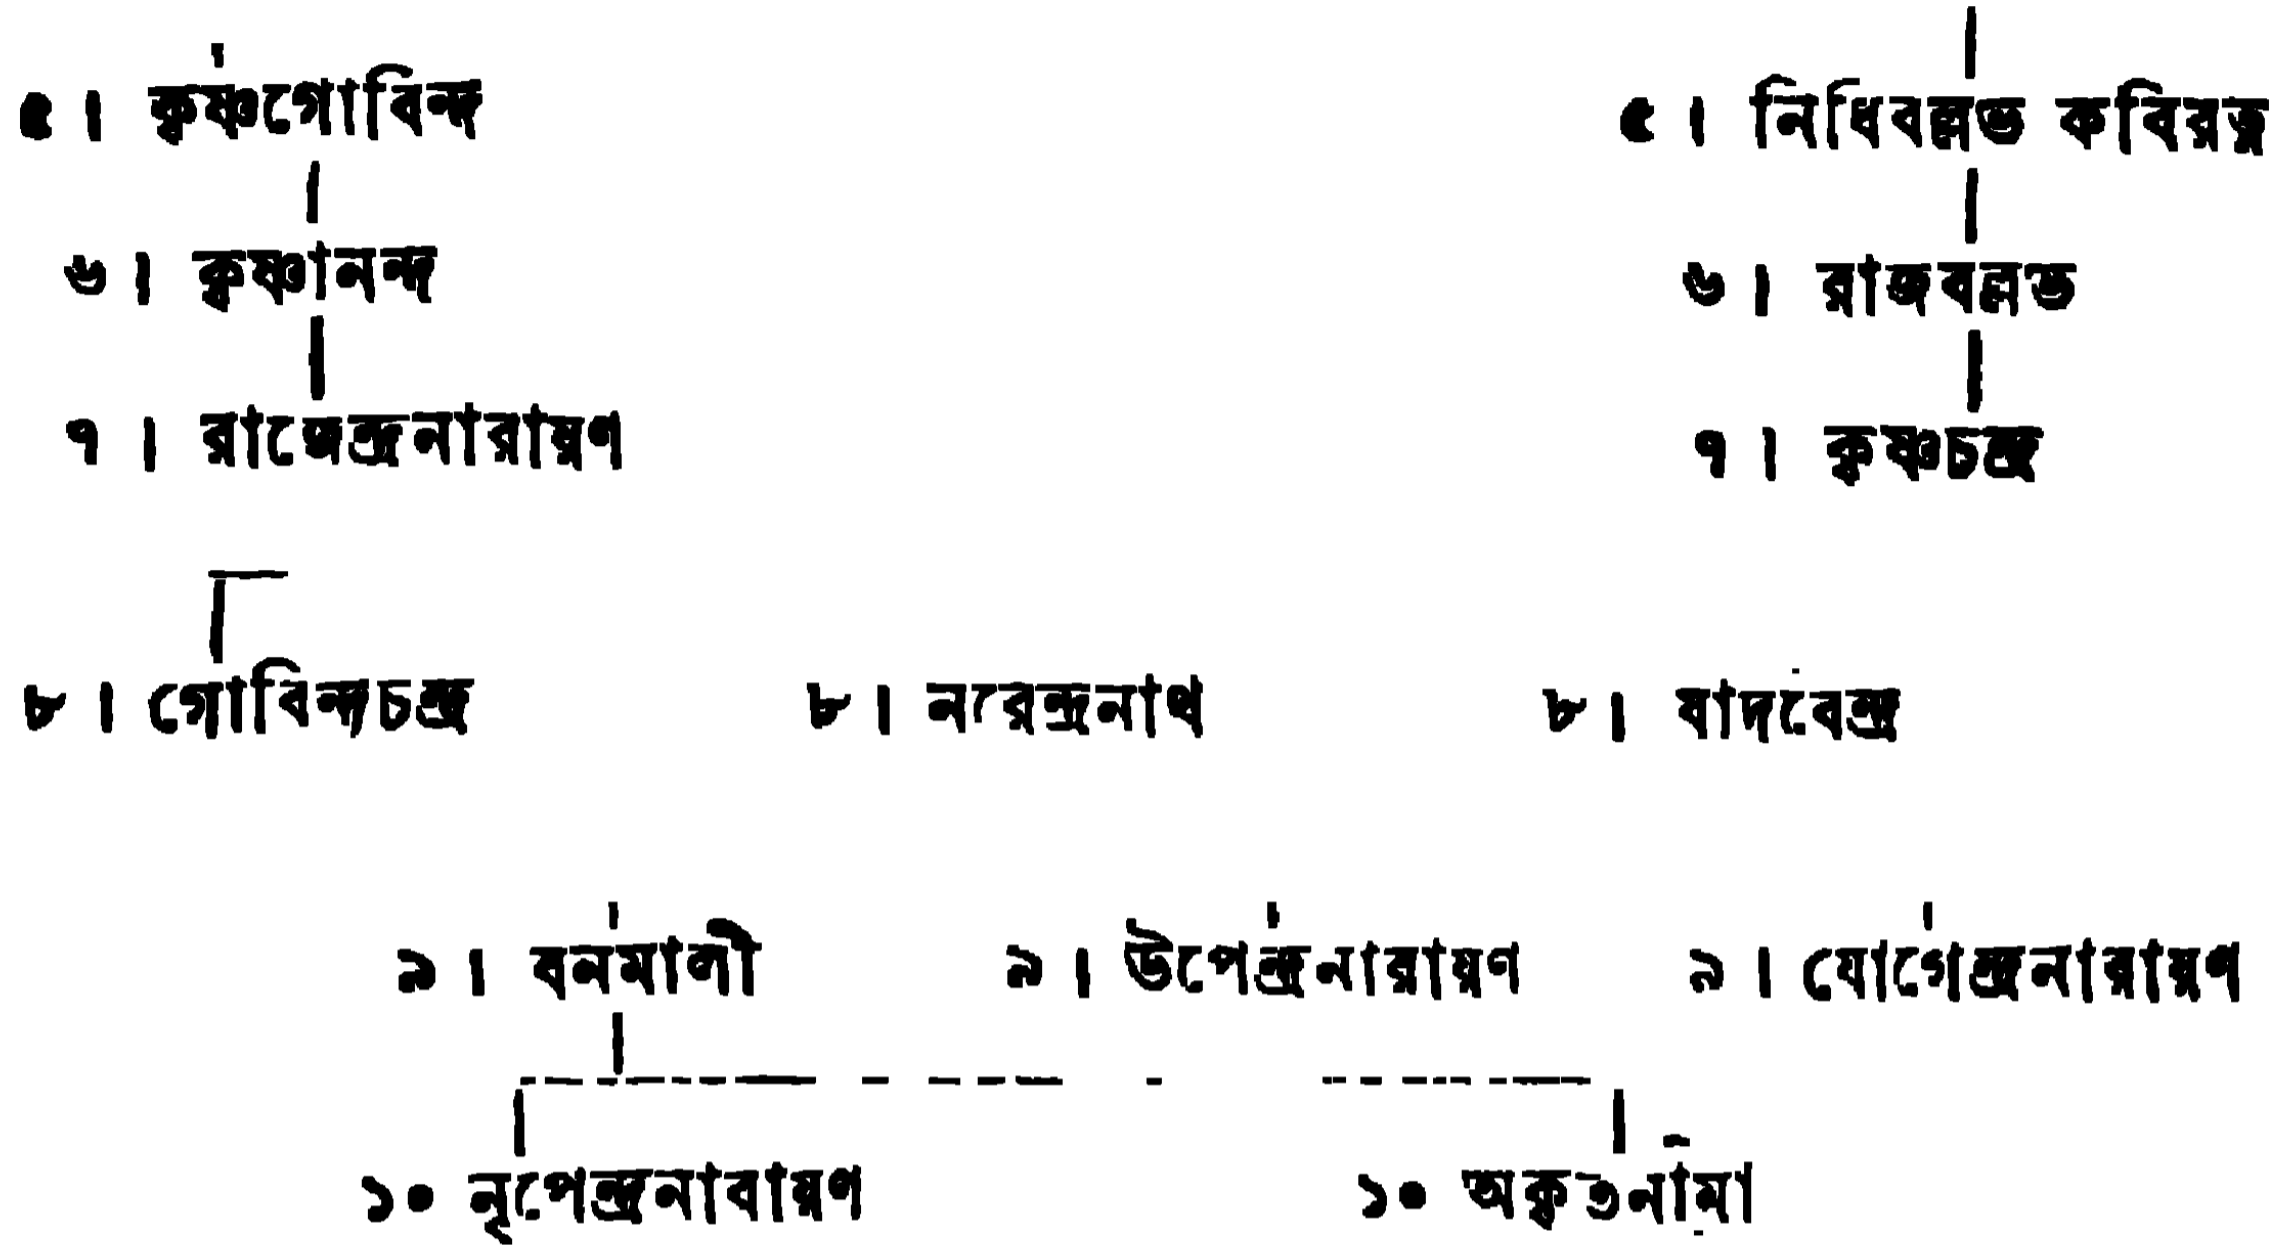 ৫। কৃষ্ণগোবিন্দ ৫। নিধিবল্লভ কবিরত্ন
৬। কৃষ্ণানন্দ ৬। রাজবল্লভ
৭। রাজেন্দ্রনারায়ণ ৭। কৃষ্ণচন্দ্র
৮। গোবিন্দচন্দ্র ৮। নরেন্দ্রনাথ ৮। যাদবেন্দ্র
৯। বনমালী ৯। উপেন্দ্রনারায়ণ ৯। যোগেন্দ্রনারায়ণ
১০ নৃপেন্দ্রনারায়ণ ১০ অকৃতনামা